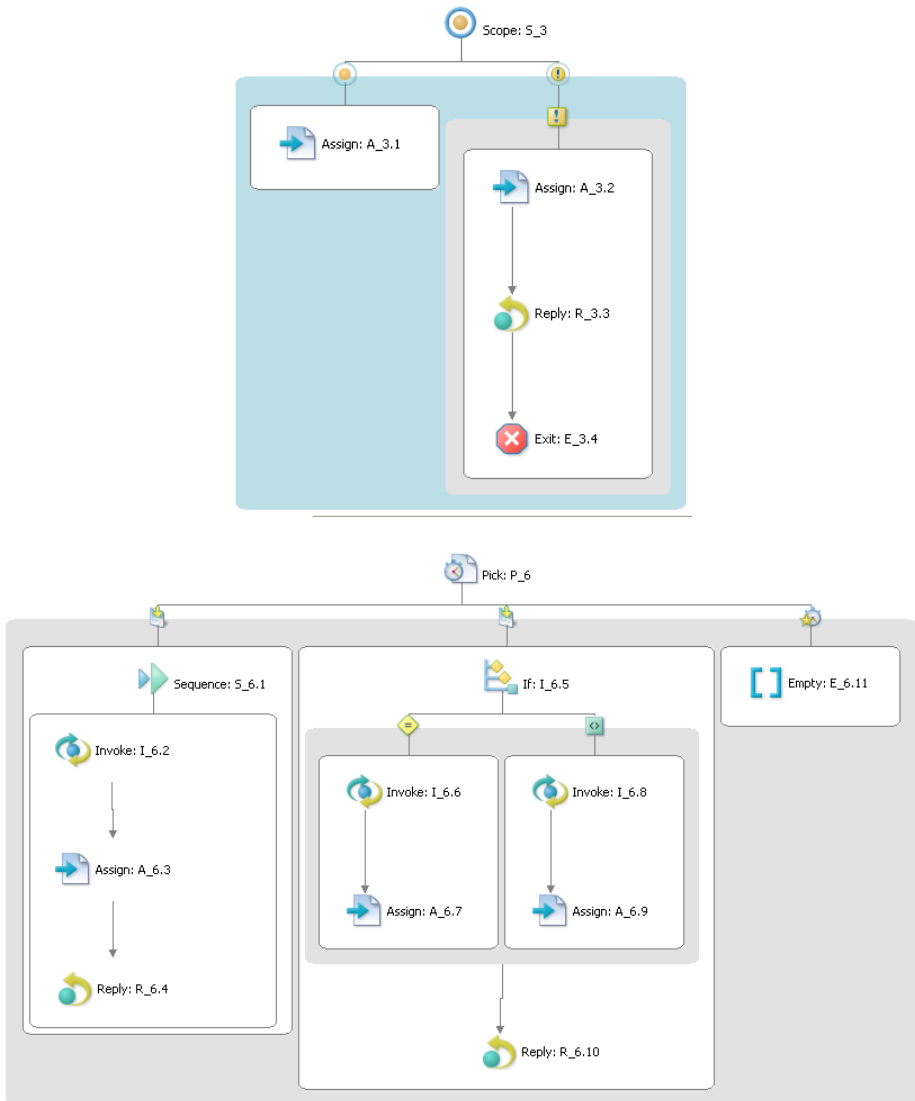 Scope: S_3
Assign: A_3.1
Assign: A_3.2
Reply: R_3.3
Exit: E_3.4
Pick: P_6
Sequence: S_6.1
Invoke: I_6.2
Assign: A_6.3
Reply: R_6.4
If: I_6.5
Invoke: I_6.6
Assign: A_6.7
Invoke: I_6.8
Assign: A_6.9
Reply: R_6.10
Empty: E_6.11